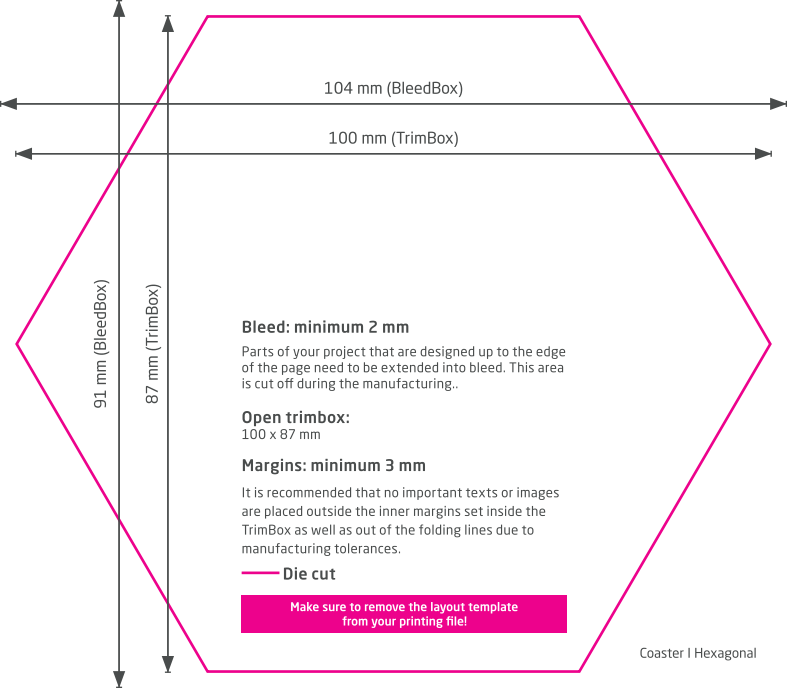 104 mm (BleedBox)
100 mm (TrimBox)
91 mm (BleedBox)
87 mm (TrimBox)
Bleed: minimum 2 mm
Parts of your project that are designed up to the edge
of the page need to be extended into bleed. This area
is cut off during the manufacturing..
Open trimbox:
100 x 87 mm
Margins: minimum 3 mm
It is recommended that no important texts or images
are placed outside the inner margins set inside the
TrimBox as well as out of the folding lines due to
manufacturing tolerances.
Die cut
Make sure to remove the layout template
from your printing file!
Coaster I Hexagonal